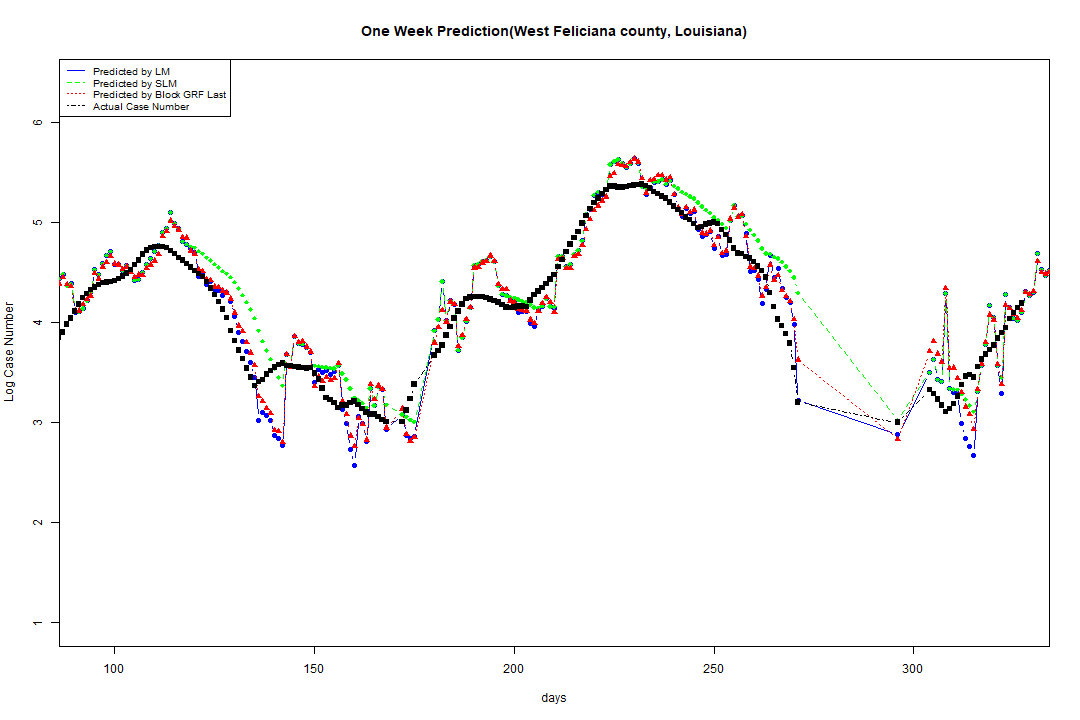 One Week Prediction(West Feliciana county, Louisiana)
Predicted by LM
Predicted by SLM
Predicted by Block GRF Last
Actual Case Number
Log Case Number
6
5
4
3
2
1
100 150 200 250 300
days